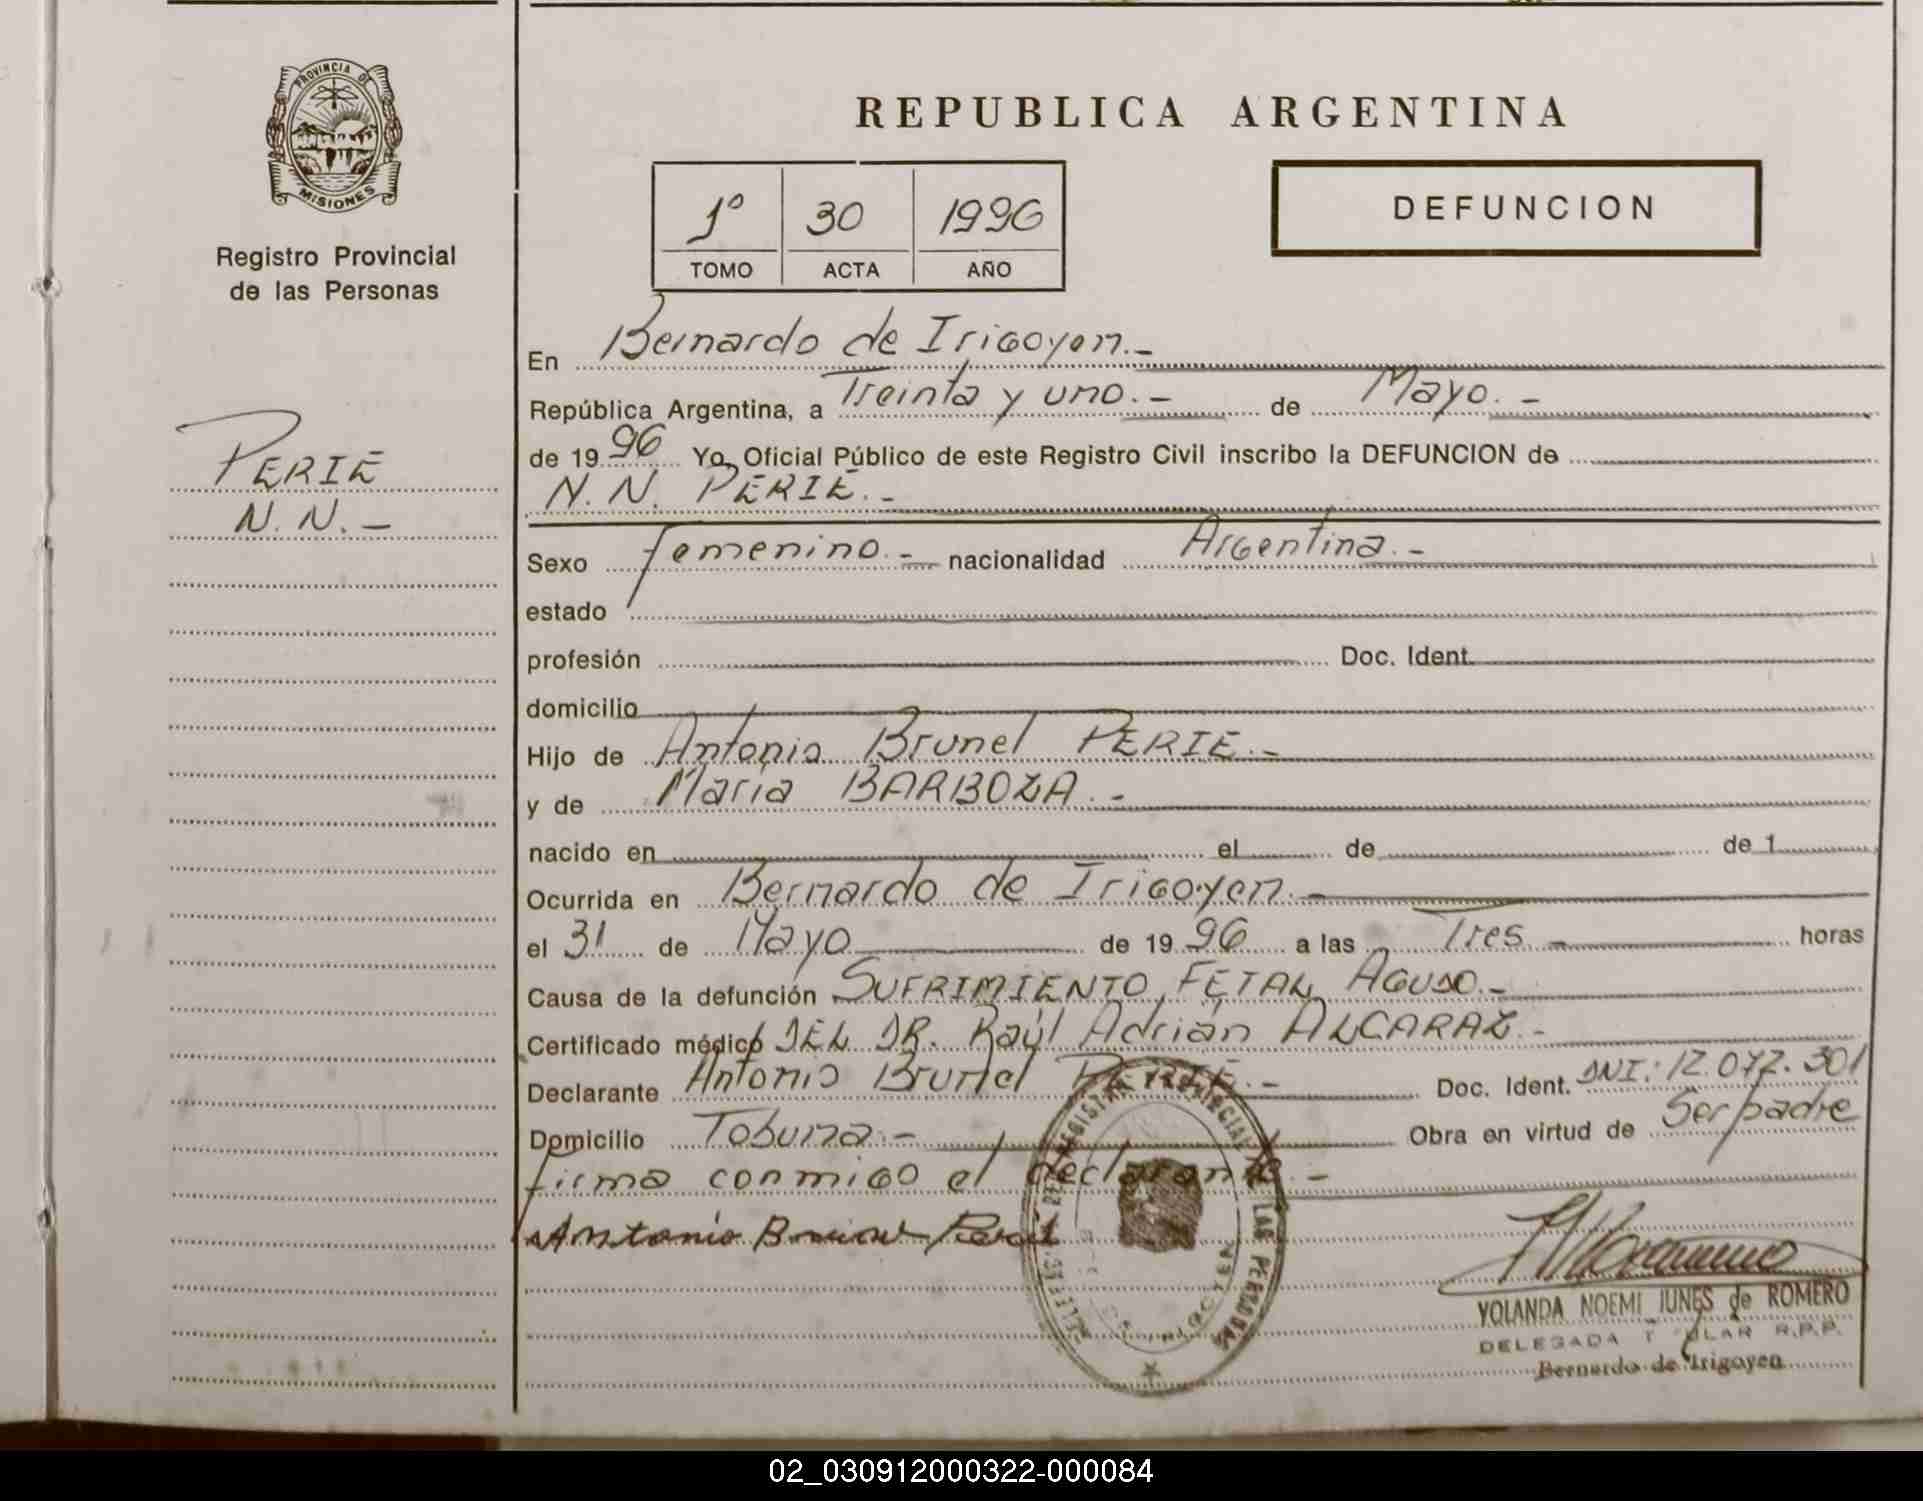 PROVINCIA DE
MISIONES
Registro Provincial
de las Personas
PERIE
N. N. -
REPUBLICA ARGENTINA
1º 30 1996
TOMO ACTA AÑO
DEFUNCION
En Bernardo de Irigoyen.-
República Argentina, a Treinta y uno.- de Mayo.-
de 1996 Yo, Oficial Público de este Registro Civil inscribo la DEFUNCION de
N. N. PERIE.-
Sexo femenino.- nacionalidad Argentina.-
estado
profesión Doc. Ident.
domicilio
Hijo de Antonio Brunel PERIE.-
y de María BARBOZA.-
nacido en el de de 1
Ocurrida en Bernardo de Irigoyen.-
el 31 de Mayo de 1996 a las Tres - horas
Causa de la defunción SUFRIMIENTO FETAL AGUDO.-
Certificado médico DEL DR. Raúl Adrián ALCARAZ.-
Declarante Antonio Brunel PERIE.- Doc. Ident. DNI: 12.072.301
Domicilio Tobuna.- Obra en virtud de Ser padre
firma conmigo el declarante.-
Antonio Perié
YOLANDA NOEMI IUNES de ROMERO
DELEGADA TITULAR R.P.P.
Bernardo de Irigoyen
02_030912000322-000084